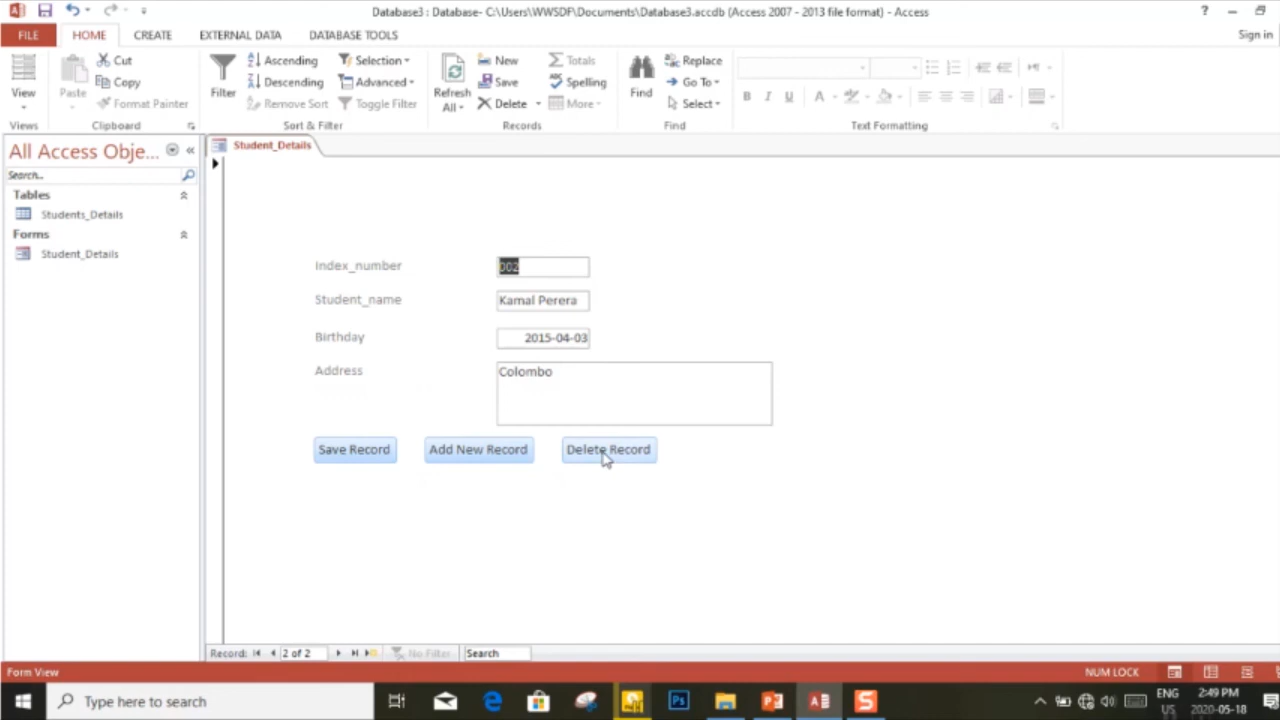 Database3 : Database- C:\Users\WWSDF\Documents\Database3.accdb (Access 2007 - 2013 file format) - Access
?
FILE HOME CREATE EXTERNAL DATA DATABASE TOOLS Sign in
View
Paste
Cut
Copy
Format Painter
Filter
Ascending
Descending
Remove Sort
Selection
Advanced
Toggle Filter
Refresh
All
New
Save
Delete
Totals
Spelling
More
Find
Replace
Go To
Select
B I U A
Views Clipboard Sort & Filter Records Find Text Formatting
All Access Obje... «
Search..
Tables
Students_Details
Forms
Student_Details
Student_Details
Index_number 002
Student_name Kamal Perera
Birthday 2015-04-03
Address Colombo
Save Record Add New Record Delete Record
Record: 2 of 2 No Filter Search
Form View NUM LOCK
Type here to search
Ps
ENG
US
2:49 PM
2020-05-18